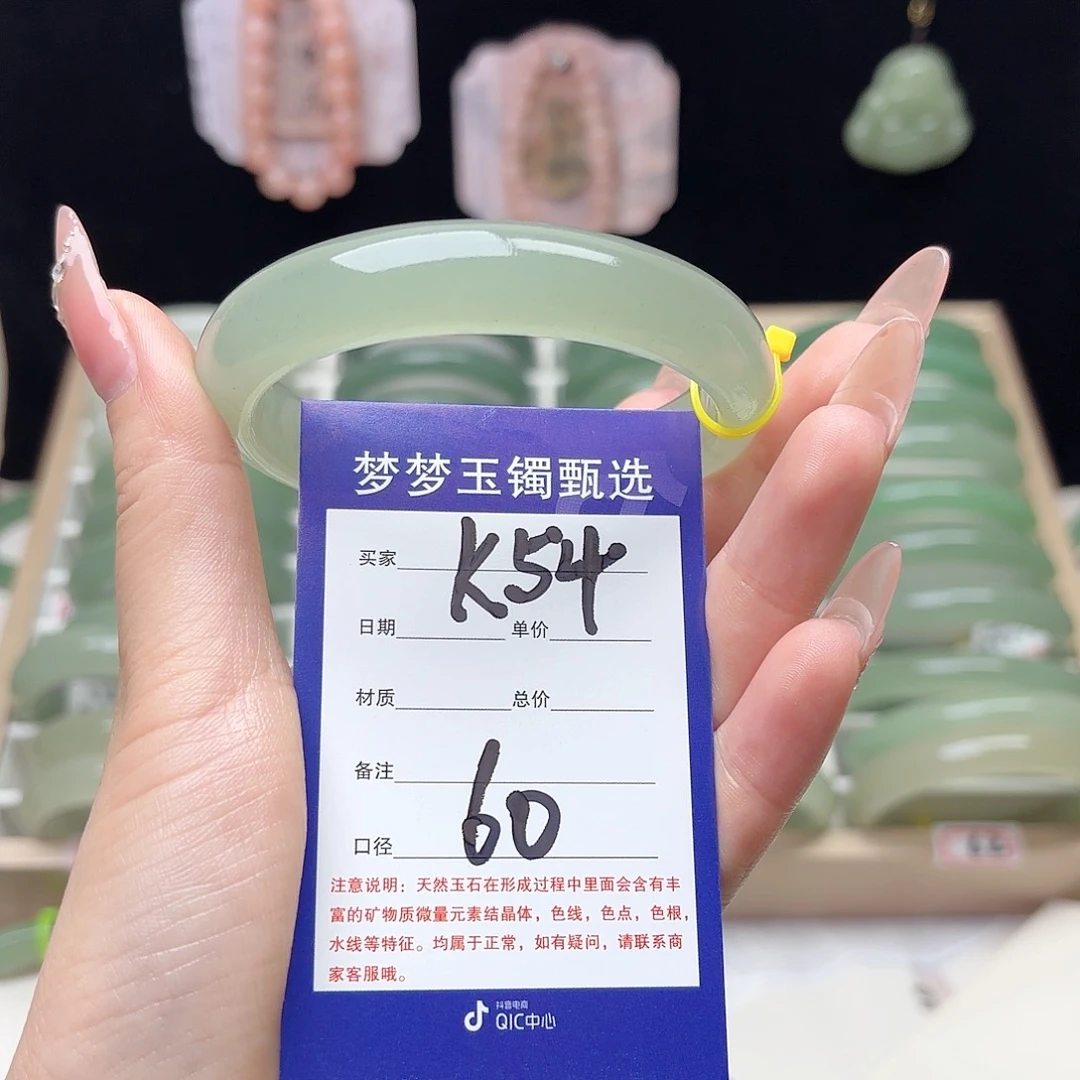 梦梦玉镯甄选
买家 K54
日期 单价
材质 总价
备注
口径 60
注意说明：天然玉石在形成过程中里面会含有丰
富的矿物质微量元素结晶体，色线，色点，色根，
水线等特征。均属于正常，如有疑问，请联系商
家客服哦。
抖音电商
QIC中心